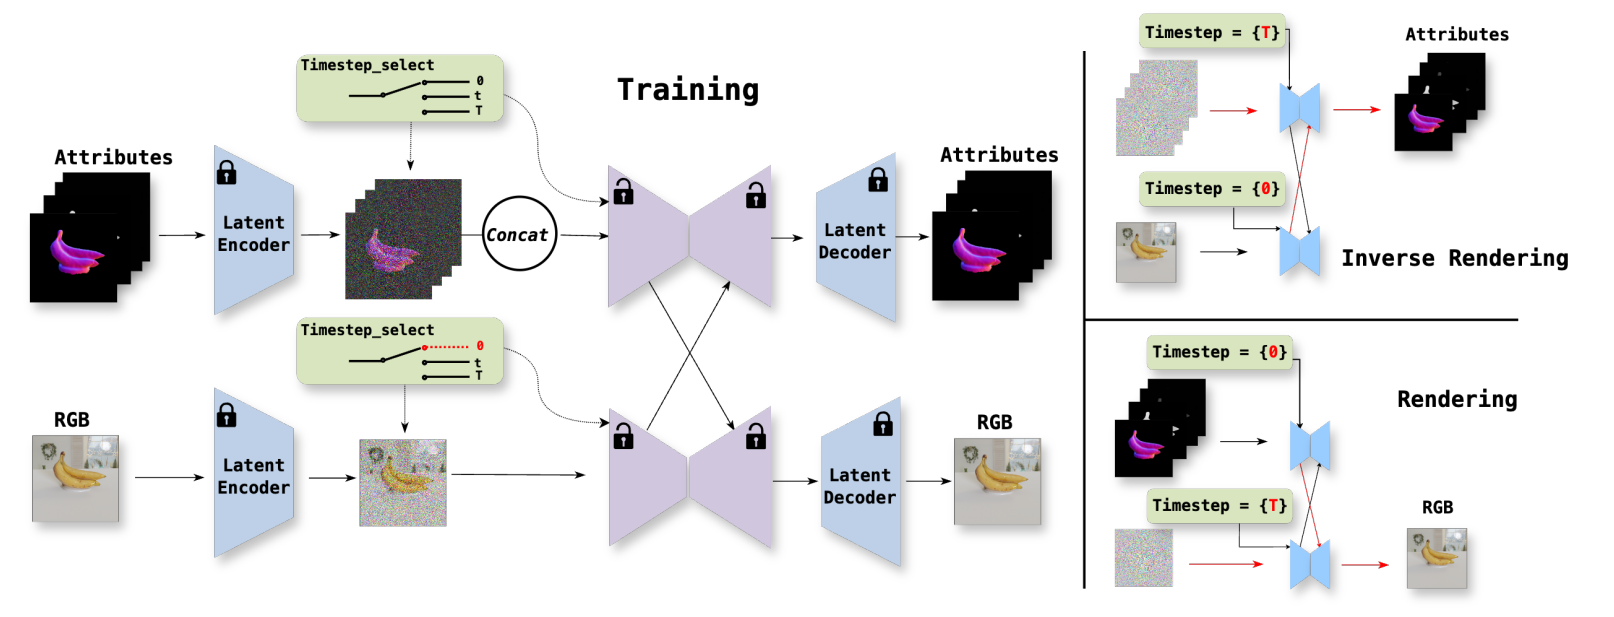 Training
Timestep_select
0
t
T
Attributes
Latent
Encoder
Concat
Latent
Decoder
Attributes
Timestep_select
0
t
T
RGB
Latent
Encoder
Latent
Decoder
RGB
Timestep = {T}
Attributes
Timestep = {0}
Inverse Rendering
Timestep = {0}
Rendering
Timestep = {T}
RGB